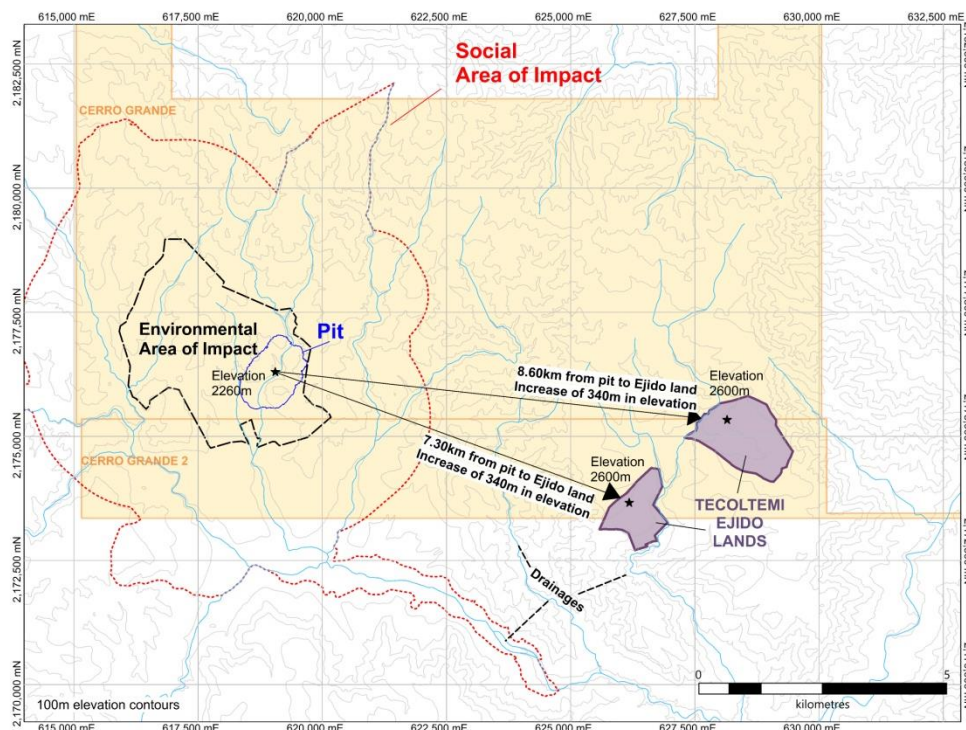 615,000 mE
617,500 mE
620,000 mE
622,500 mE
625,000 mE
627,500 mE
630,000 mE
632,500 mE
2,182,500 mN
Social
Area of Impact
CERRO GRANDE
2,180,000 mN
2,177,500 mN
Environmental
Area of Impact
Pit
Elevation
2260m
8.60km from pit to Ejido land
Increase of 340m in elevation
Elevation
2600m
2,175,000 mN
CERRO GRANDE 2
7.30km from pit to Ejido land
Increase of 340m in elevation
Elevation
2600m
TECOLTEMI
EJIDO
LANDS
2,172,500 mN
Drainages
2,170,000 mN
0
5
kilometres
100m elevation contours
615,000 mE
617,500 mE
620,000 mE
622,500 mE
625,000 mE
627,500 mE
630,000 mE
632,500 mE